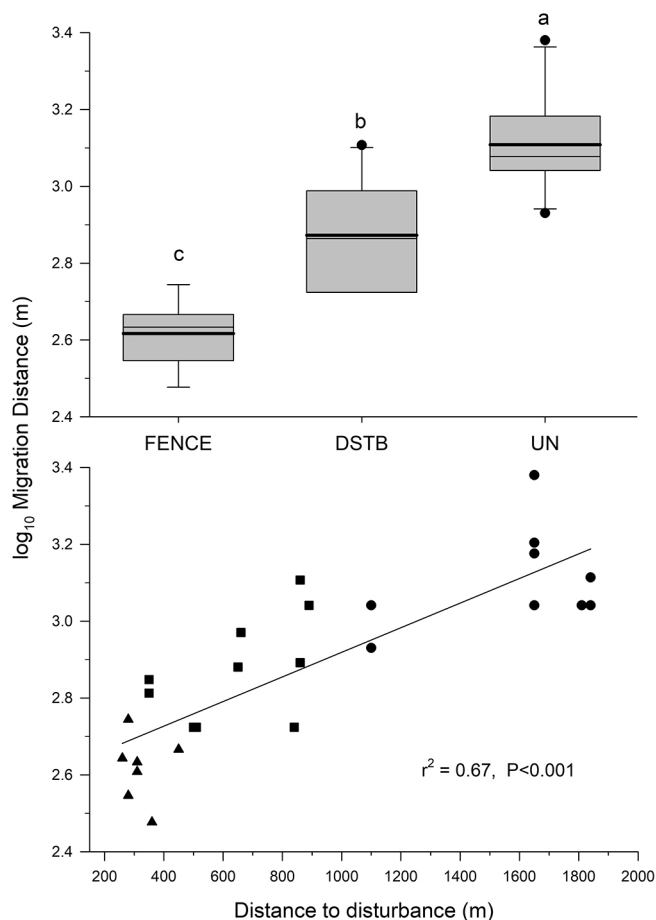 3.4
3.2
3.0
2.8
2.6
2.4
a
b
c
FENCE DSTB UN
log10 Migration Distance (m)
3.4
3.2
3.0
2.8
2.6
2.4
r2 = 0.67, P<0.001
200 400 600 800 1000 1200 1400 1600 1800 2000
Distance to disturbance (m)